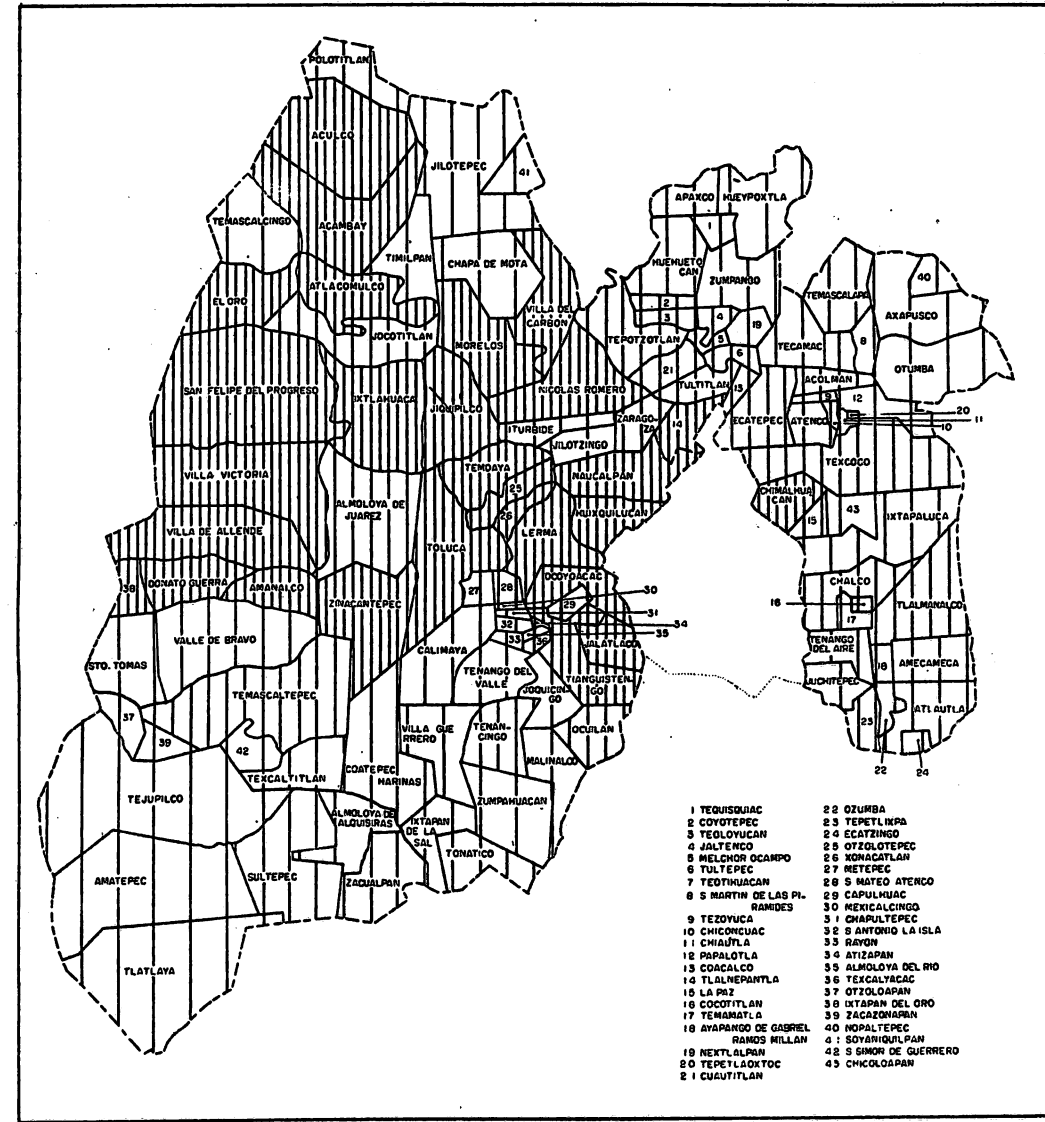 POLOTITLAN
ACULCO
JILOTEPEC
41
APAXCO
HUEYPOXTLA
1
TEMASCALCINGO
ACAMBAY
TIMILPAN
CHAPA DE MOTA
HUEHUETO
CAN
ZUMPANGO
TEMASCALAPA
40
AXAPUSCO
EL ORO
ATLACOMULCO
JOCOTITLAN
MORELOS
VILLA DEL
CARBON
2
3
4
5
19
TEPOTZOTLAN
6
TECAMAC
8
OTUMBA
SAN FELIPE DEL PROGRESO
IXTLAHUACA
JIQUIPILCO
NICOLAS ROMERO
21
TULTITLAN
13
ACOLMAN
9
12
ITURBIDE
ZARAGO
ZA
14
ECATEPEC
ATENCO
20
11
10
JILOTZINGO
TEXCOCO
VILLA VICTORIA
ALMOLOYA DE
JUAREZ
TEMOAYA
25
NAUCALPAN
CHIMALHUA
CAN
15
43
IXTAPALUCA
26
HUIXQUILUCAN
VILLA DE ALLENDE
TOLUCA
LERMA
38
DONATO GUERRA
AMANALCO
ZINACANTEPEC
27
28
OCOYOACAC
29
30
31
34
35
CHALCO
16
17
TLALMANALCO
VALLE DE BRAVO
32
33
36
CALIMAYA
JALATLACO
TENANGO
DEL AIRE
18
AMECAMECA
STO. TOMAS
TEMASCALTEPEC
TENANGO DEL
VALLE
JOQUICIN
GO
TIANGUISTEN
GO
JUCHITEPEC
ATLAUTLA
37
39
42
VILLA GUE
RRERO
TENAN-
CINGO
OCUILAN
23
22
24
TEXCALTITLAN
COATEPEC
HARINAS
MALINALCO
TEJUPILCO
ALMOLOYA DE
ALQUISIRAS
IXTAPAN
DE LA
SAL
ZUMPAHUACAN
TONATICO
AMATEPEC
SULTEPEC
ZACUALPAN
TLATLAYA
1 TEQUISQUIAC
2 COYOTEPEC
3 TEOLOYUCAN
4 JALTENCO
5 MELCHOR OCAMPO
6 TULTEPEC
7 TEOTIHUACAN
8 S MARTIN DE LAS PI-
RAMIDES
9 TEZOYUCA
10 CHICONCUAC
11 CHIAUTLA
12 PAPALOTLA
13 COACALCO
14 TLALNEPANTLA
15 LA PAZ
16 COCOTITLAN
17 TEMAMATLA
18 AYAPANGO DE GABRIEL
RAMOS MILLAN
19 NEXTLALPAN
20 TEPETLAOXTOC
21 CUAUTITLAN
22 OZUMBA
23 TEPETLIXPA
24 ECATZINGO
25 OTZOLOTEPEC
26 XONACATLAN
27 METEPEC
28 S MATEO ATENCO
29 CAPULHUAC
30 MEXICALCINGO
31 CHAPULTEPEC
32 S ANTONIO LA ISLA
33 RAYON
34 ATIZAPAN
35 ALMOLOYA DEL RIO
36 TEXCALYACAC
37 OTZOLOAPAN
38 IXTAPAN DEL ORO
39 ZACAZONAPAN
40 NOPALTEPEC
41 SOYANIQUILPAN
42 S SIMON DE GUERRERO
43 CHICOLOAPAN